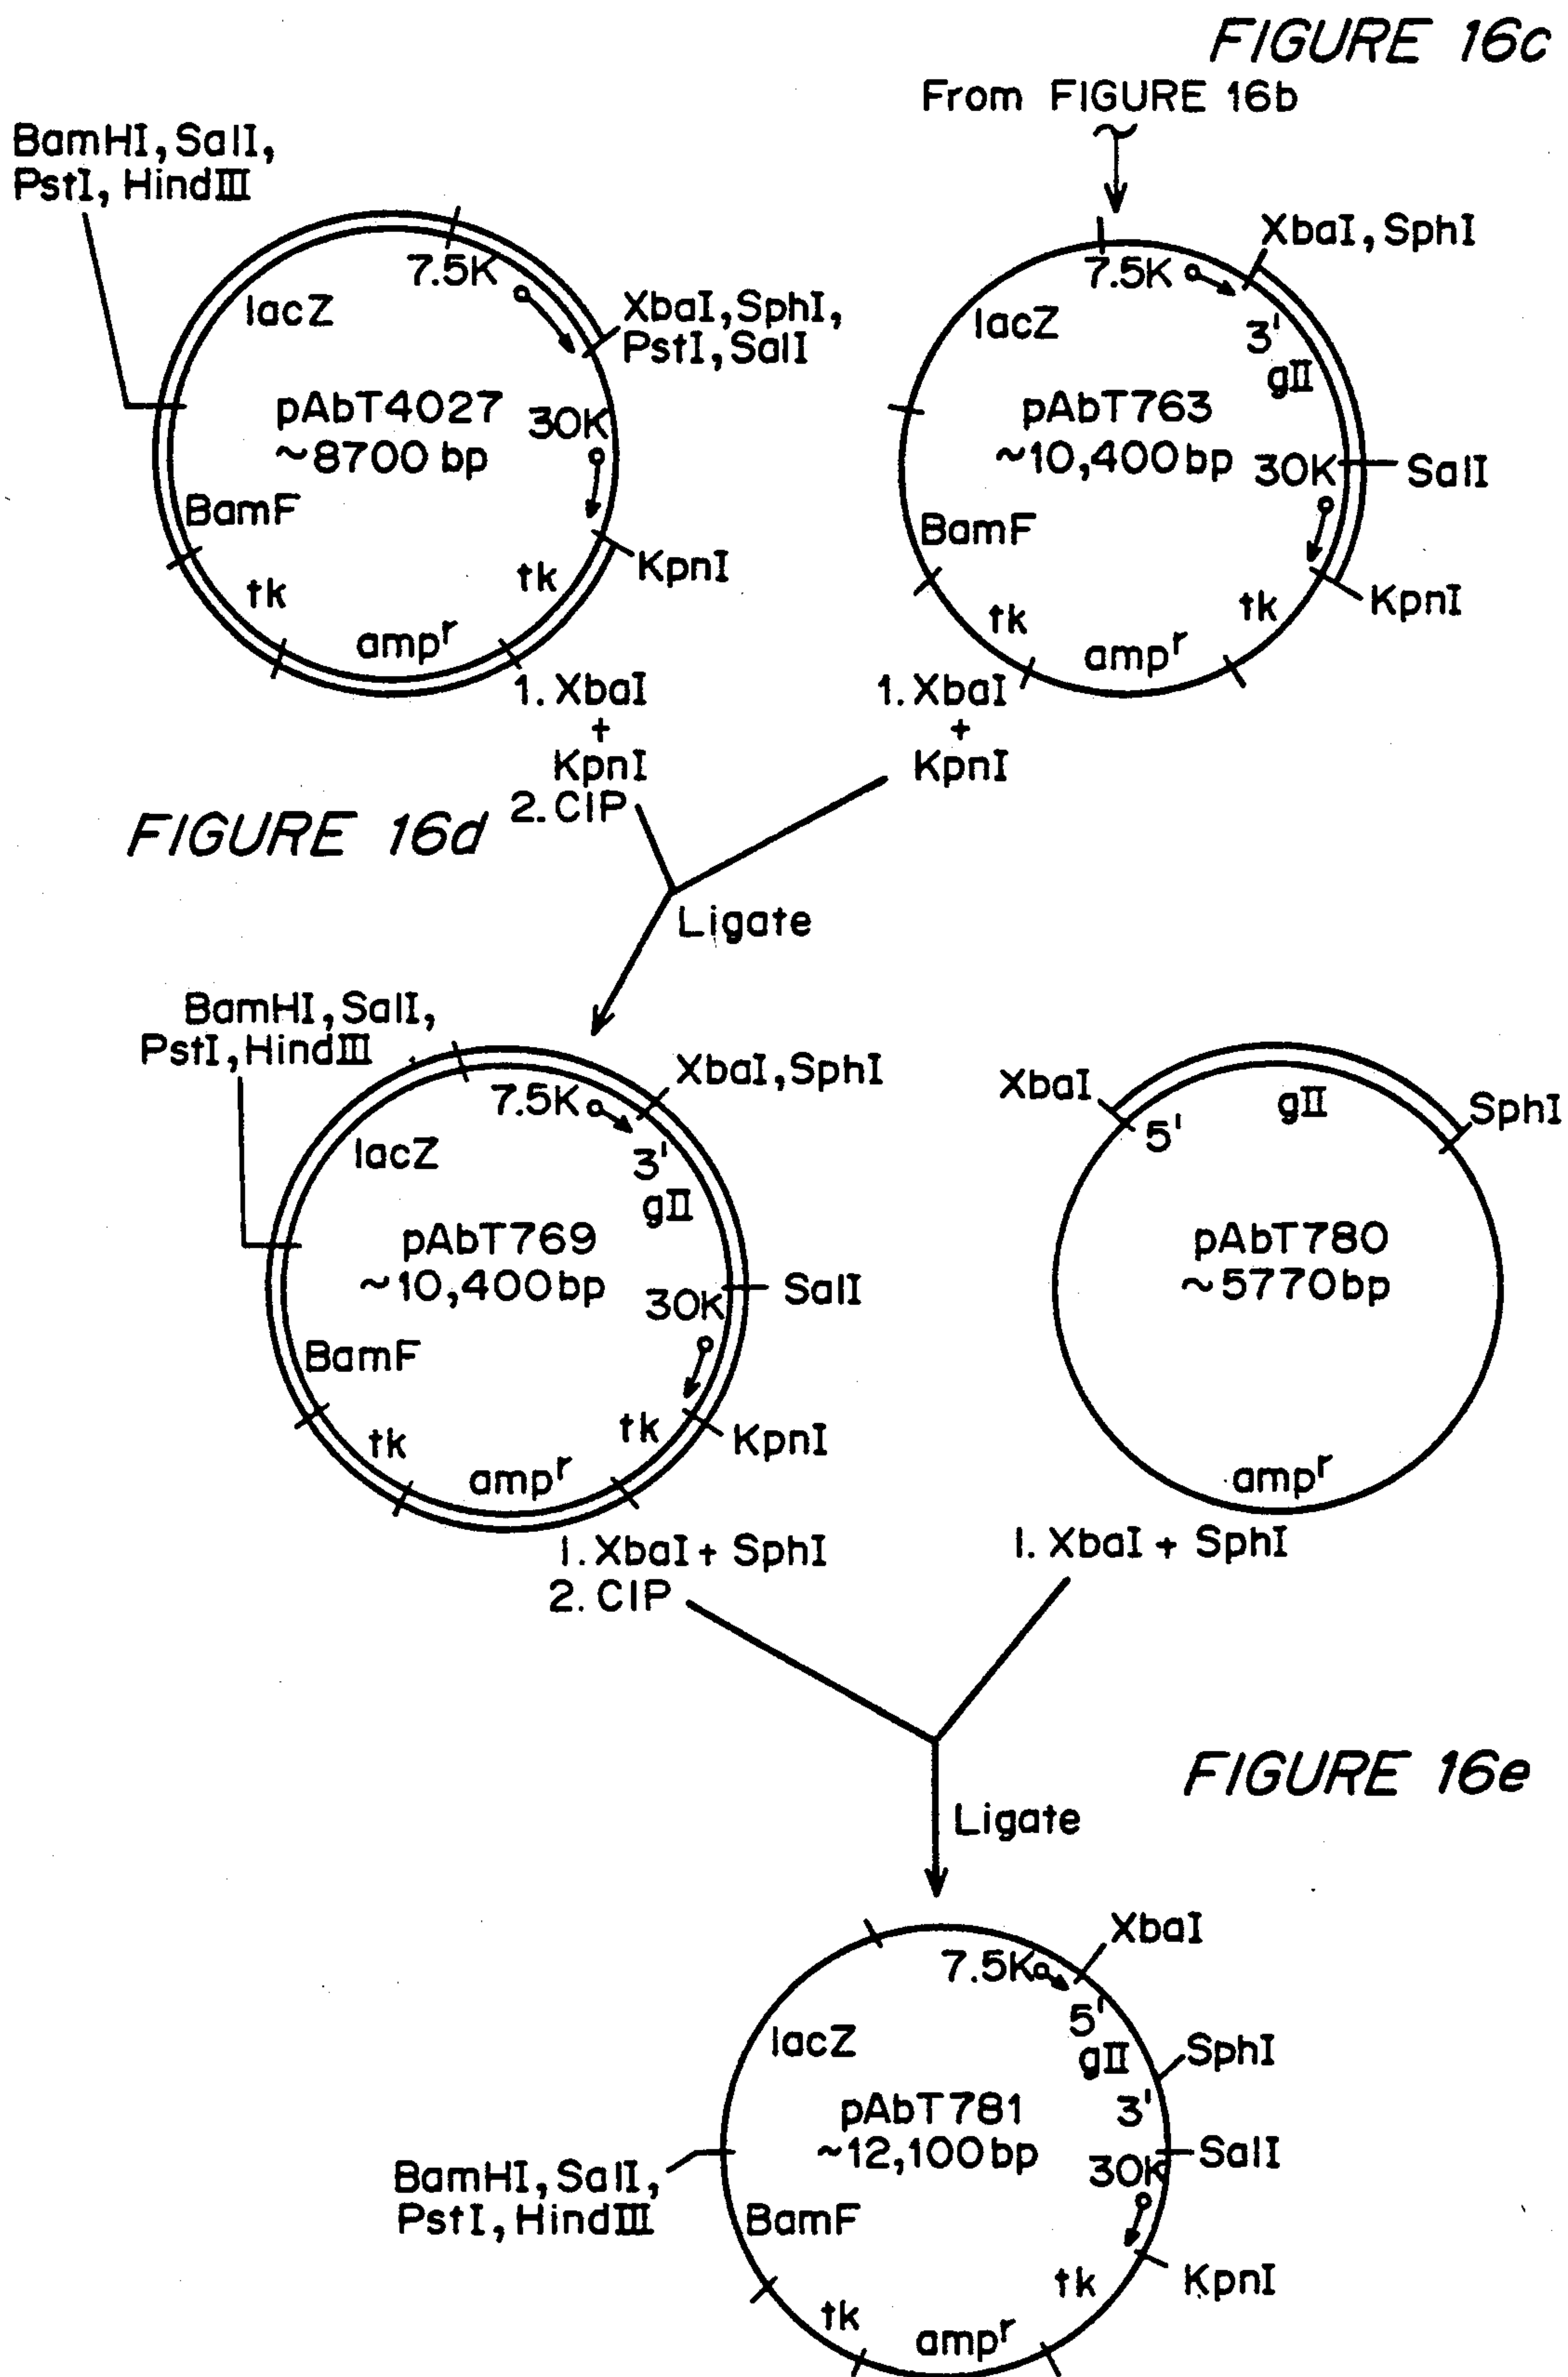 FIGURE 16c
From FIGURE 16b
BamHI, SalI,
PstI, HindIII
7.5K
lacZ
XbaI, SphI,
PstI, SalI
pAbT4027
~8700 bp
30K
BamF
KpnI
tk
tk
ampʳ
XbaI, SphI
7.5K
lacZ
3'
gII
pAbT763
~10,400 bp
30K
SalI
BamF
KpnI
tk
tk
ampʳ
1. XbaI
+
KpnI
2. CIP
1. XbaI
+
KpnI
FIGURE 16d
Ligate
BamHI, SalI,
PstI, HindIII
XbaI, SphI
7.5K
lacZ
3'
gII
pAbT769
~10,400 bp
30K
SalI
BamF
tk
tk
KpnI
ampʳ
XbaI
gII
SphI
5'
pAbT780
~5770 bp
ampʳ
1. XbaI + SphI
2. CIP
1. XbaI + SphI
FIGURE 16e
Ligate
XbaI
7.5K
5'
lacZ
gII
SphI
pAbT781
3'
~12,100 bp
SalI
30K
BamHI, SalI,
PstI, HindIII
BamF
tk
KpnI
tk
ampʳ